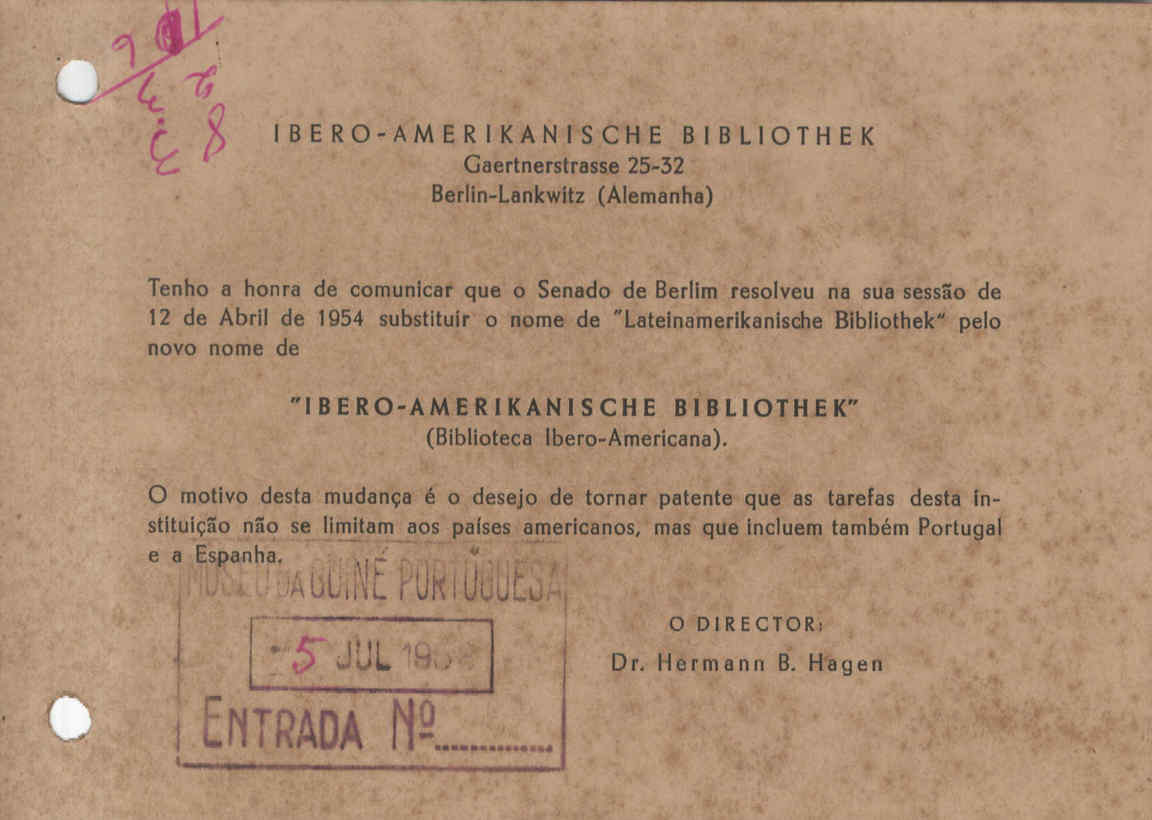 IBERO-AMERIKANISCHE BIBLIOTHEK
Gaertnerstrasse 25-32
Berlin-Lankwitz (Alemanha)
Tenho a honra de comunicar que o Senado de Berlim resolveu na sua sessão de
12 de Abril de 1954 substituir o nome de "Lateinamerikanische Bibliothek" pelo
novo nome de
"IBERO-AMERIKANISCHE BIBLIOTHEK"
(Biblioteca Ibero-Americana).
O motivo desta mudança é o desejo de tornar patente que as tarefas desta in-
stituição não se limitam aos países americanos, mas que incluem também Portugal
e a Espanha.
MUSEU DA GUINÉ PORTUGUESA
-5 JUL
ENTRADA Nº
O DIRECTOR:
Dr. Hermann B. Hagen